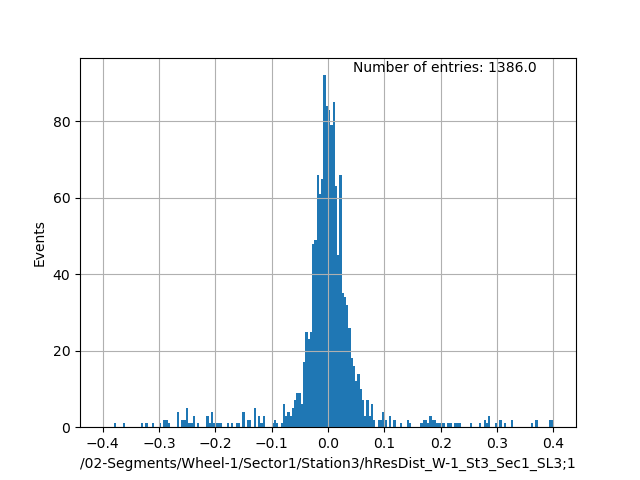 Number of entries: 1386.0
80
60
40
20
0
Events
−0.4 −0.3 −0.2 −0.1 0.0 0.1 0.2 0.3 0.4
/02-Segments/Wheel-1/Sector1/Station3/hResDist_W-1_St3_Sec1_SL3;1